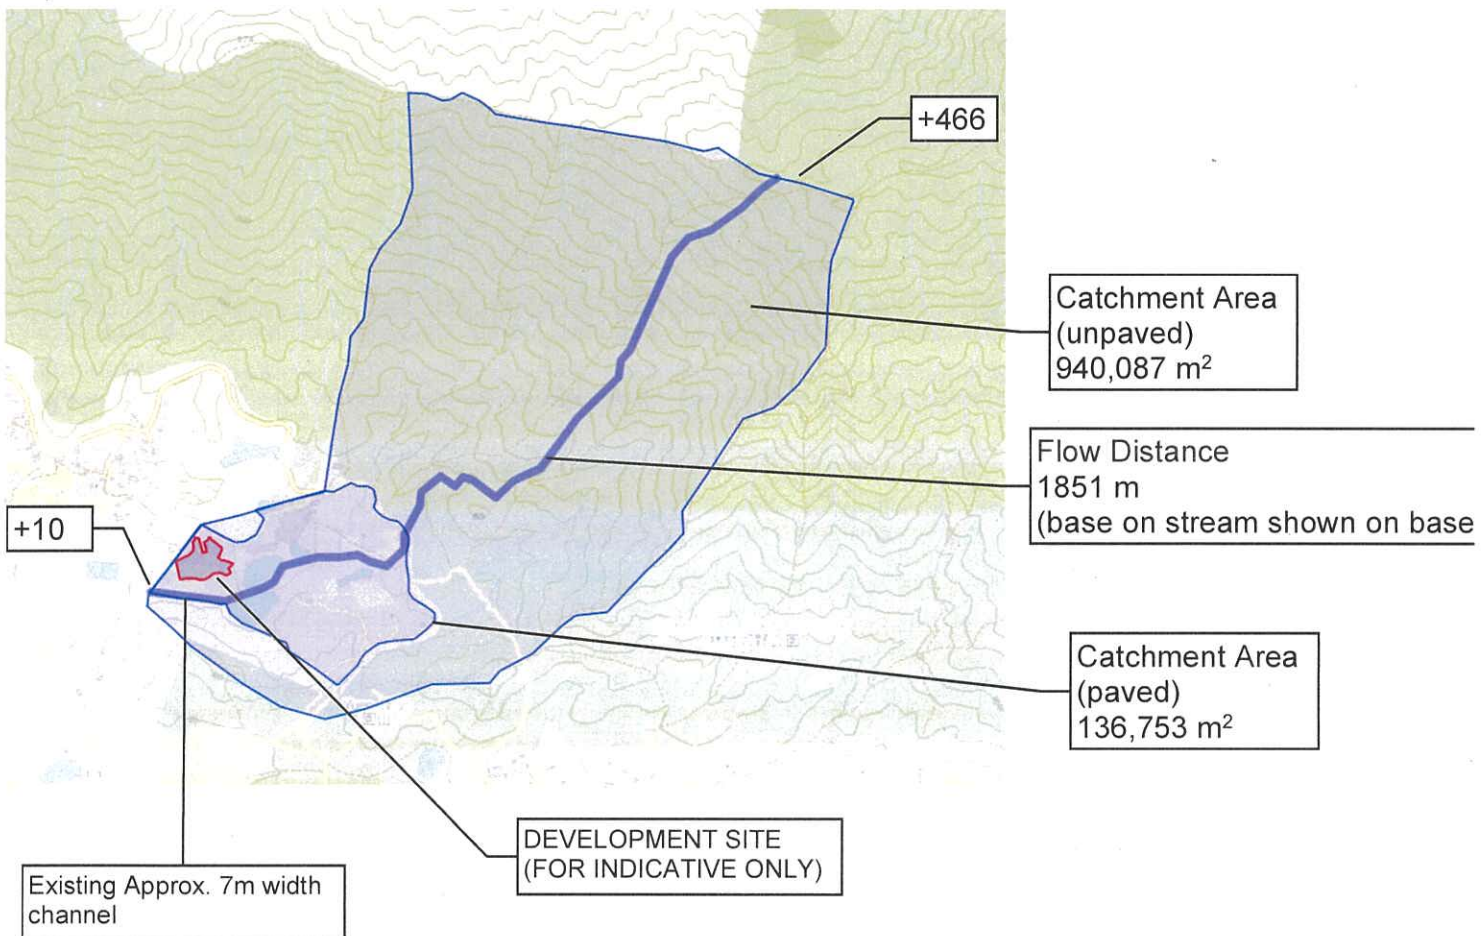 +466
Catchment Area
(unpaved)
940,087 m²
Flow Distance
1851 m
(base on stream shown on base
+10
Catchment Area
(paved)
136,753 m²
DEVELOPMENT SITE
(FOR INDICATIVE ONLY)
Existing Approx. 7m width
channel